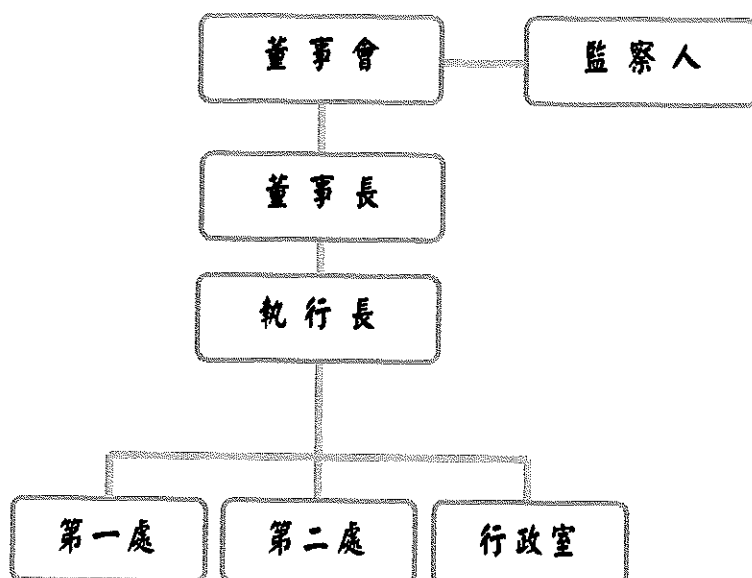 董事會
監察人
董事長
執行長
第一處
第二處
行政室